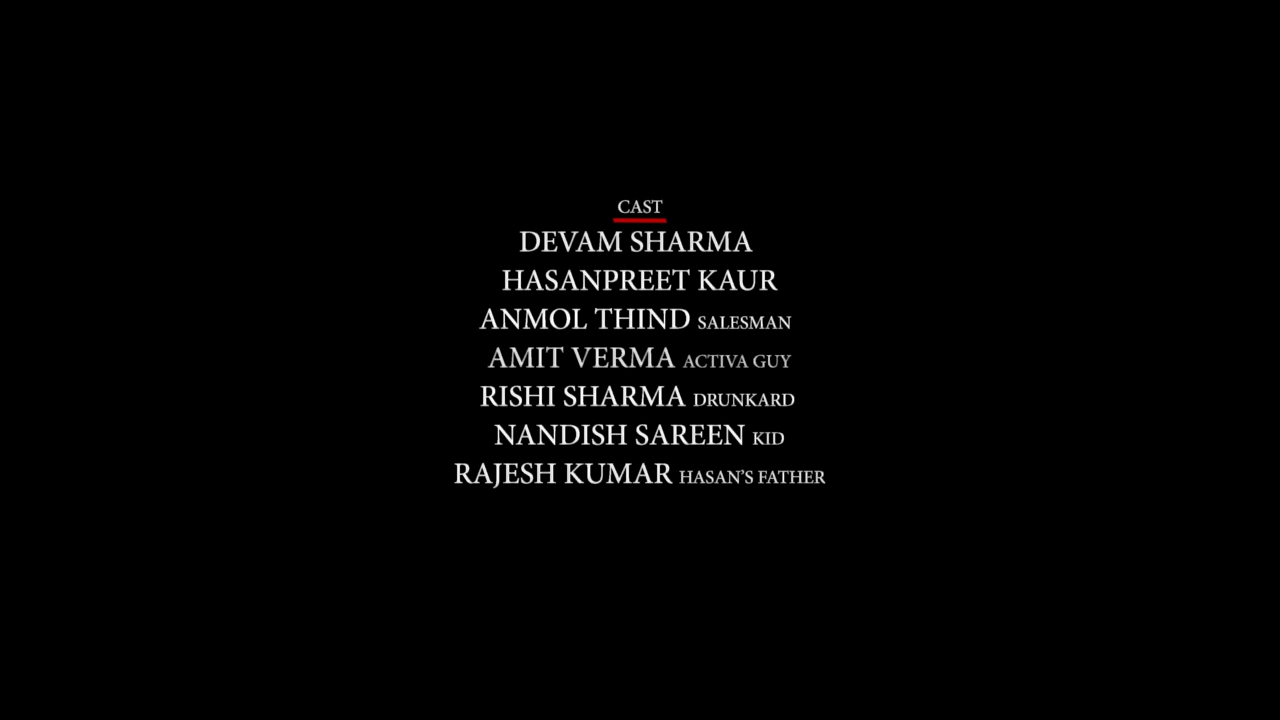 CAST
DEVAM SHARMA
HASANPREET KAUR
ANMOL THIND SALESMAN
AMIT VERMA ACTIVA GUY
RISHI SHARMA DRUNKARD
NANDISH SAREEN KID
RAJESH KUMAR HASAN'S FATHER